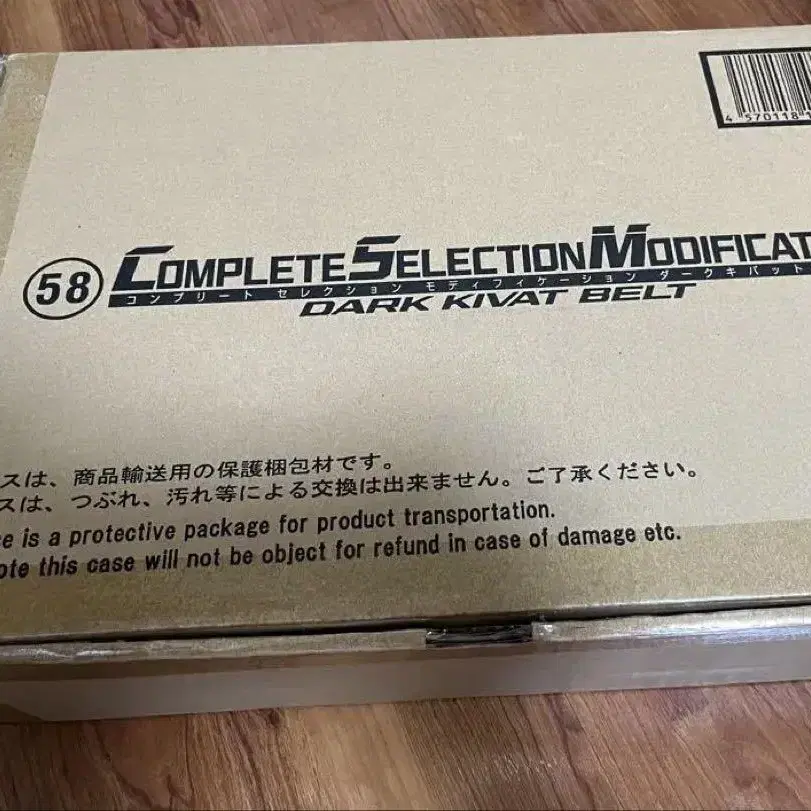 4 570118
58
COMPLETE SELECTION MODIFICAT
コンプリート セレクション モディフィケーション ダークキバット
DARK KIVAT BELT
スは、商品輸送用の保護梱包材です。
スは、つぶれ、汚れ等による交換は出来ません。ご了承ください。
e is a protective package for product transportation.
ote this case will not be object for refund in case of damage etc.